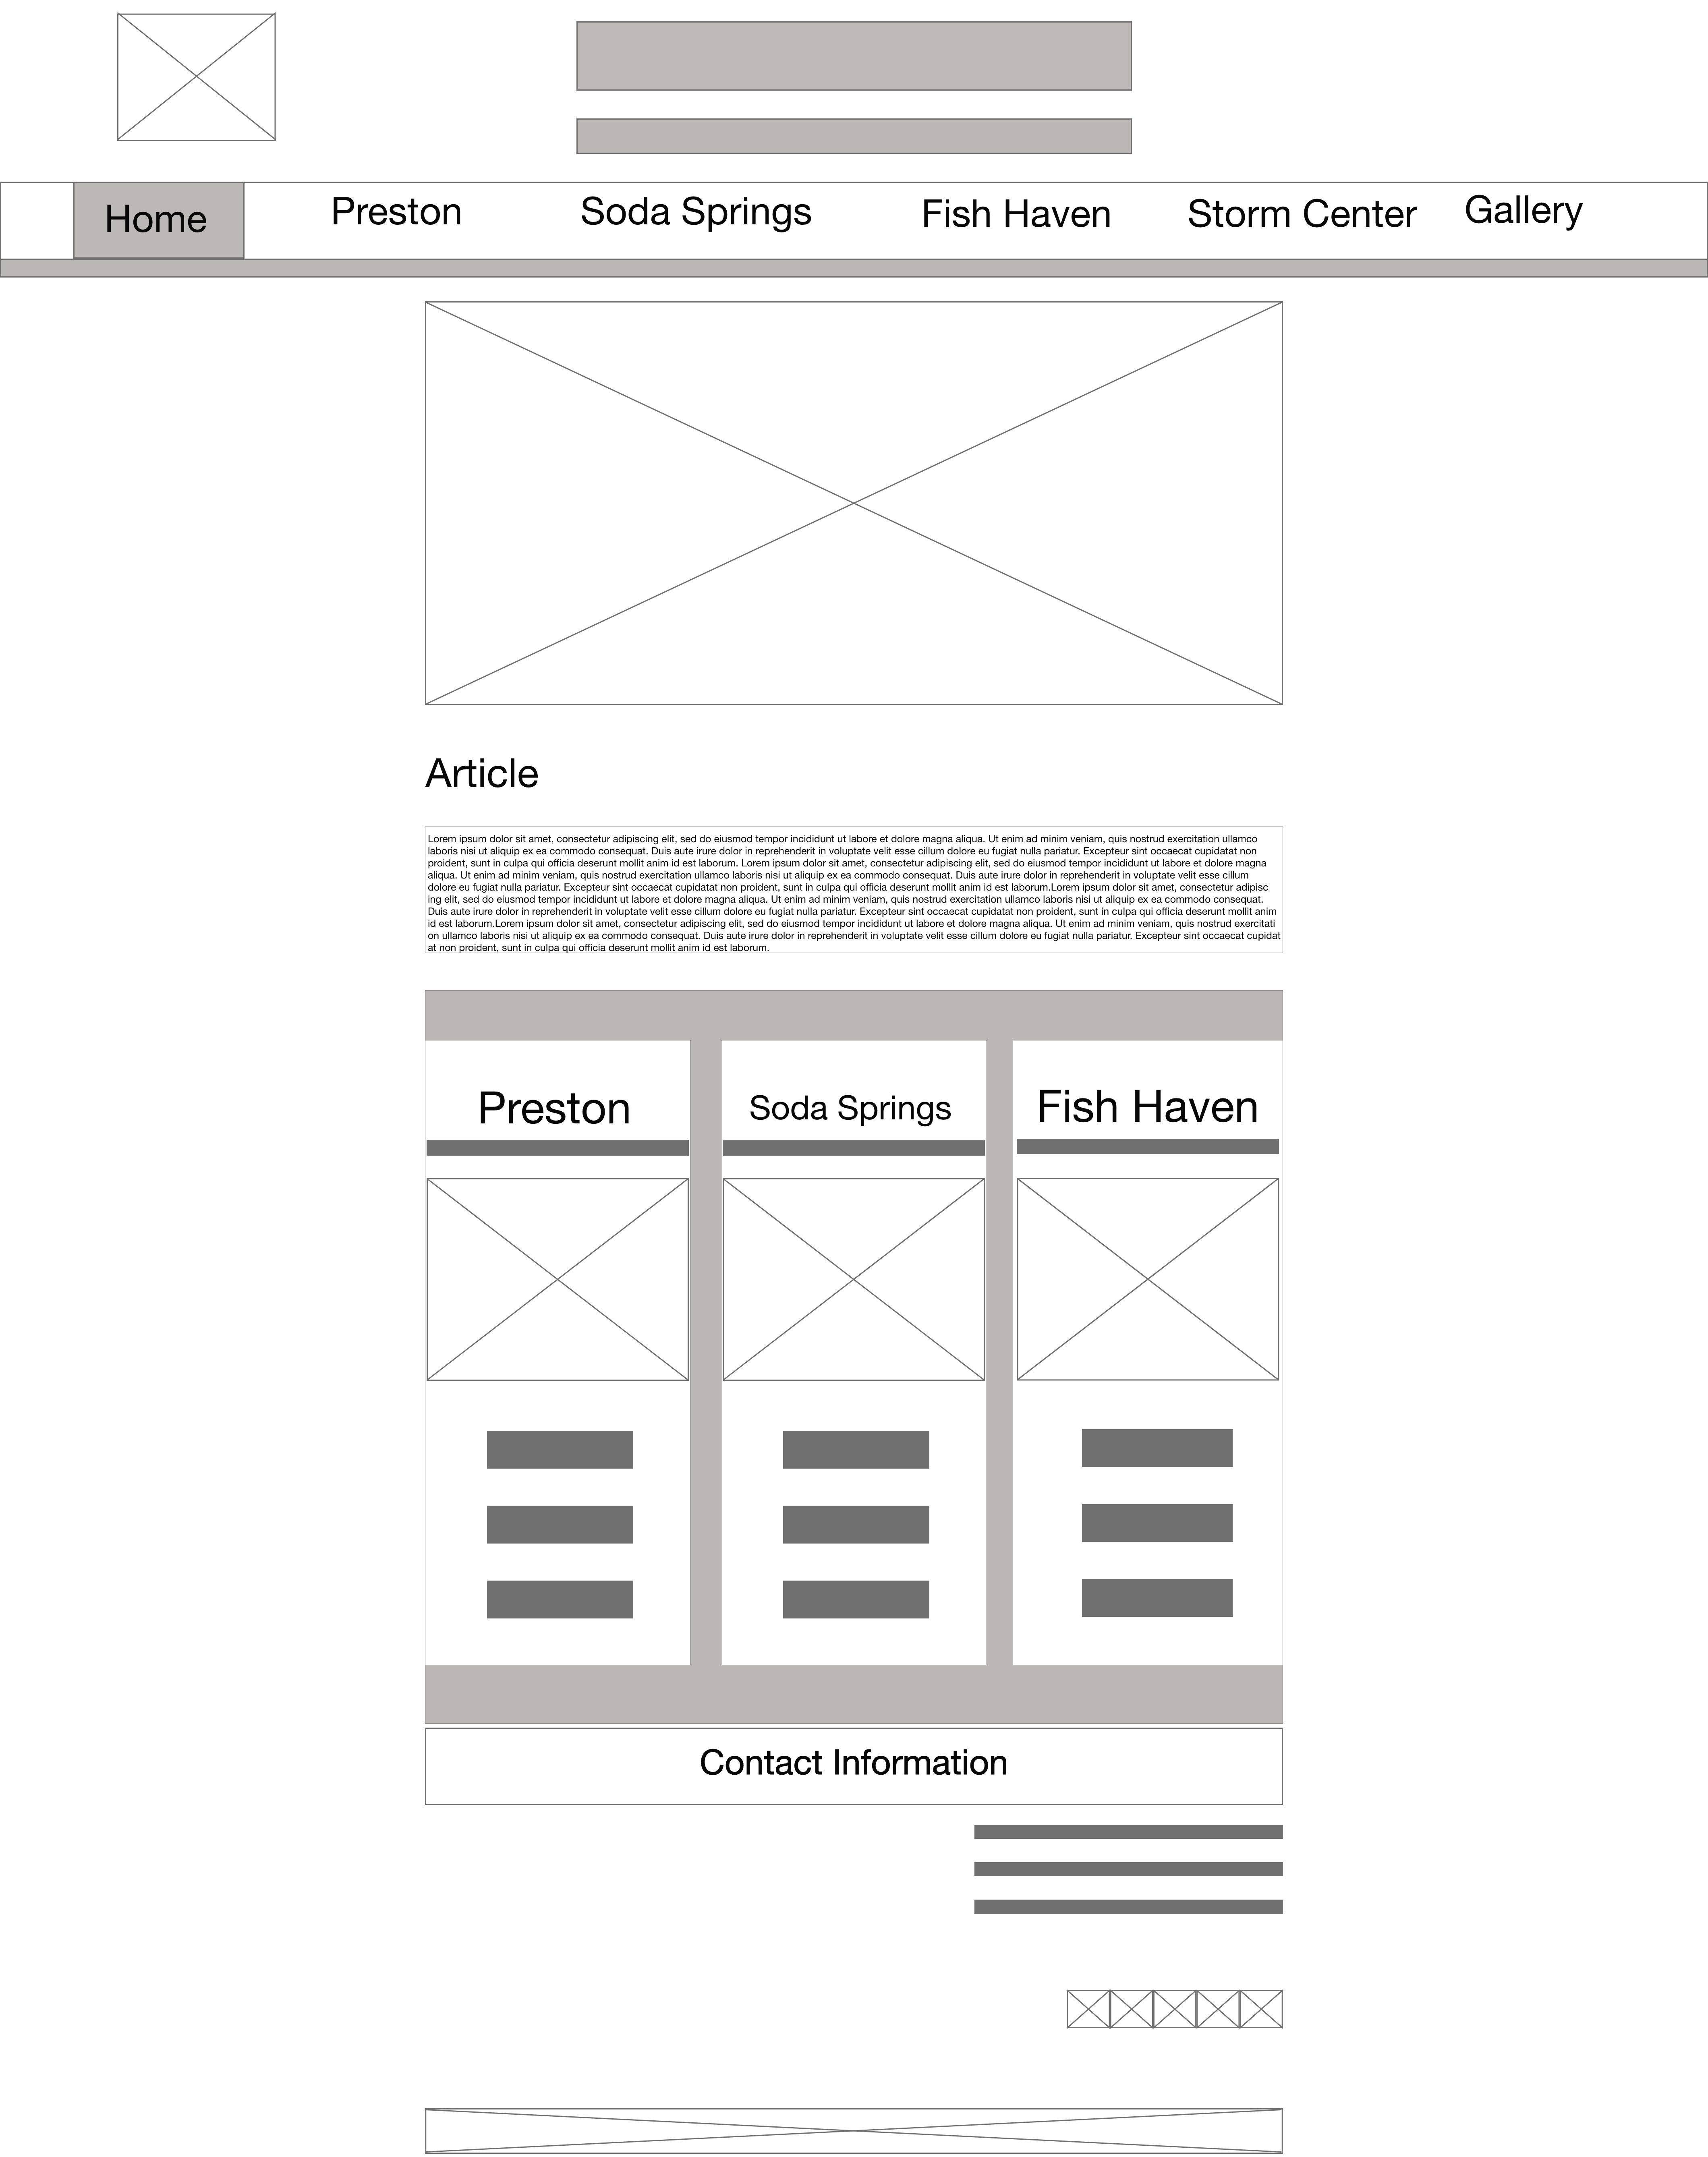 Home Preston Soda Springs Fish Haven Storm Center Gallery
Article
Lorem ipsum dolor sit amet, consectetur adipiscing elit, sed do eiusmod tempor incididunt ut labore et dolore magna aliqua. Ut enim ad minim veniam, quis nostrud exercitation ullamco
laboris nisi ut aliquip ex ea commodo consequat. Duis aute irure dolor in reprehenderit in voluptate velit esse cillum dolore eu fugiat nulla pariatur. Excepteur sint occaecat cupidatat non
proident, sunt in culpa qui officia deserunt mollit anim id est laborum. Lorem ipsum dolor sit amet, consectetur adipiscing elit, sed do eiusmod tempor incididunt ut labore et dolore magna
aliqua. Ut enim ad minim veniam, quis nostrud exercitation ullamco laboris nisi ut aliquip ex ea commodo consequat. Duis aute irure dolor in reprehenderit in voluptate velit esse cillum
dolore eu fugiat nulla pariatur. Excepteur sint occaecat cupidatat non proident, sunt in culpa qui officia deserunt mollit anim id est laborum.Lorem ipsum dolor sit amet, consectetur adipisc
ing elit, sed do eiusmod tempor incididunt ut labore et dolore magna aliqua. Ut enim ad minim veniam, quis nostrud exercitation ullamco laboris nisi ut aliquip ex ea commodo consequat.
Duis aute irure dolor in reprehenderit in voluptate velit esse cillum dolore eu fugiat nulla pariatur. Excepteur sint occaecat cupidatat non proident, sunt in culpa qui officia deserunt mollit anim
id est laborum.Lorem ipsum dolor sit amet, consectetur adipiscing elit, sed do eiusmod tempor incididunt ut labore et dolore magna aliqua. Ut enim ad minim veniam, quis nostrud exercitati
on ullamco laboris nisi ut aliquip ex ea commodo consequat. Duis aute irure dolor in reprehenderit in voluptate velit esse cillum dolore eu fugiat nulla pariatur. Excepteur sint occaecat cupidat
at non proident, sunt in culpa qui officia deserunt mollit anim id est laborum.
Preston Soda Springs Fish Haven
Contact Information